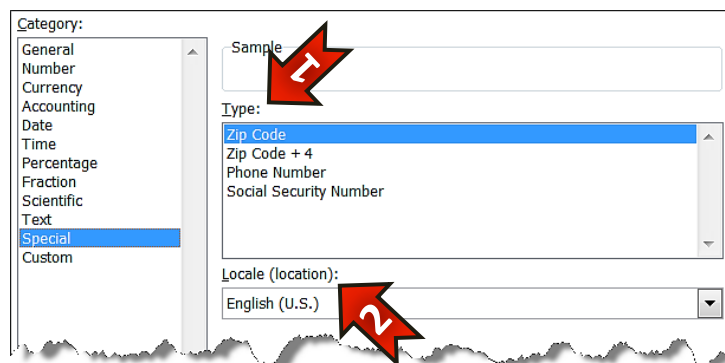 Category:
General
Number
Currency
Accounting
Date
Time
Percentage
Fraction
Scientific
Text
Special
Custom
Sample
1
Type:
Zip Code
Zip Code + 4
Phone Number
Social Security Number
Locale (location):
English (U.S.)
2